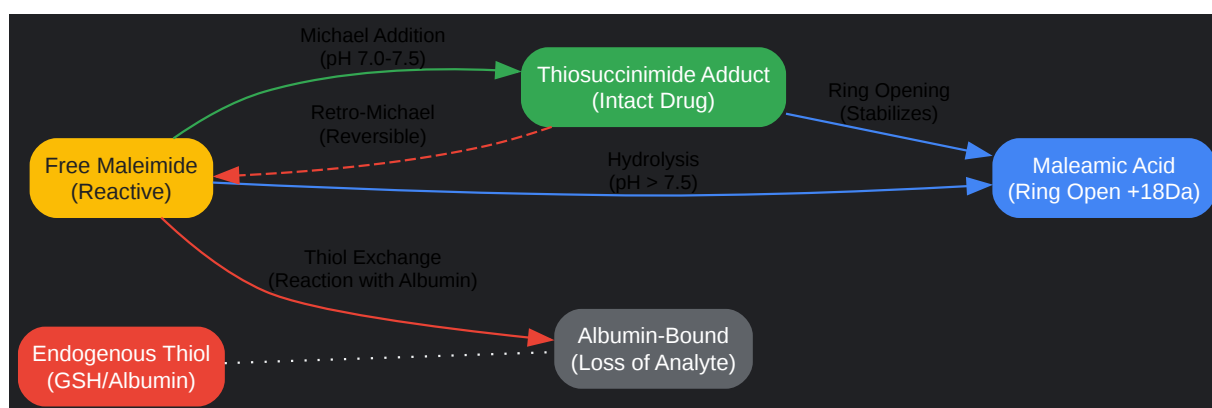 Michael Addition
(pH 7.0-7.5)
Thiosuccinimide Adduct
(Intact Drug)
Ring Opening
(Stabilizes)
Retro-Michael
(Reversible)
Free Maleimide
(Reactive)
Hydrolysis
(pH > 7.5)
Maleamic Acid
(Ring Open +18Da)
Thiol Exchange
(Reaction with Albumin)
Endogenous Thiol
(GSH/Albumin)
Albumin-Bound
(Loss of Analyte)